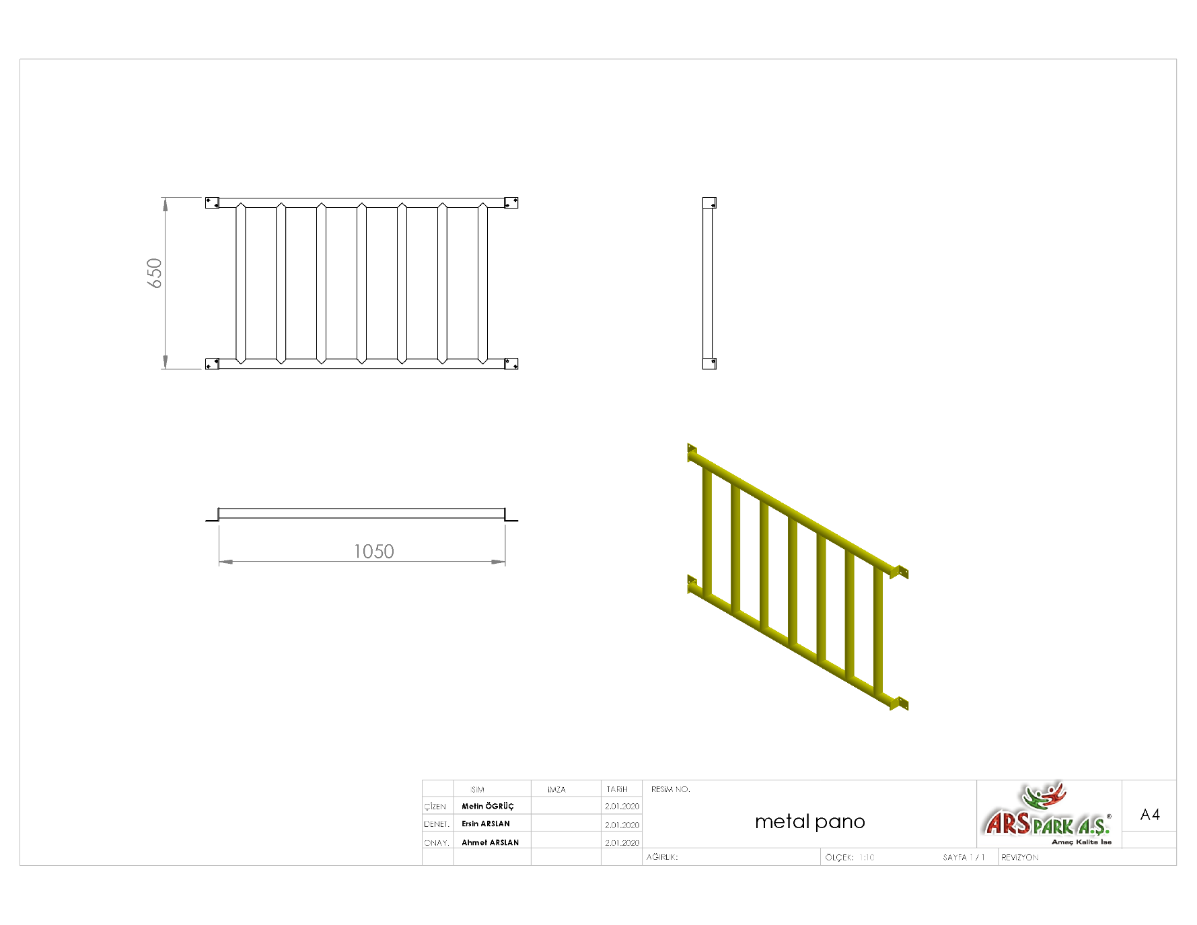 650
1050
İSİM
İMZA
TARİH
RESİM NO:
ÇİZEN
Metin ÖGRÜÇ
2.01.2020
metal pano
DENET.
Ersin ARSLAN
2.01.2020
ONAY.
Ahmet ARSLAN
2.01.2020
ARSPARK A.Ş.®
Amaç Kalite İse
A4
AĞIRLIK:
ÖLÇEK: 1:10
SAYFA 1 / 1
REVİZYON